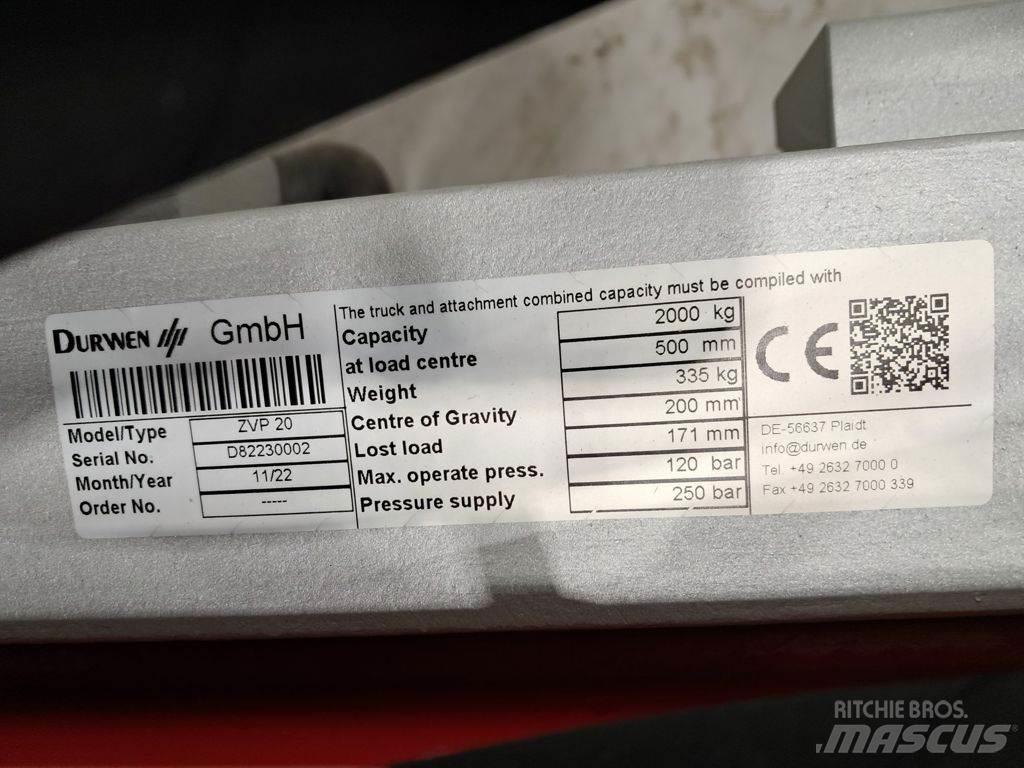 DURWEN GmbH
Model/Type ZVP 20
Serial No. D82230002
Month/Year 11/22
Order No. -----
The truck and attachment combined capacity must be compiled with
Capacity 2000 kg
at load centre 500 mm
Weight 335 kg
Centre of Gravity 200 mm
Lost load 171 mm
Max. operate press. 120 bar
Pressure supply 250 bar
CE
DE-56637 Plaidt
info@durwen.de
Tel. +49 2632 7000 0
Fax +49 2632 7000 339
RITCHIE BROS.
MASCUS